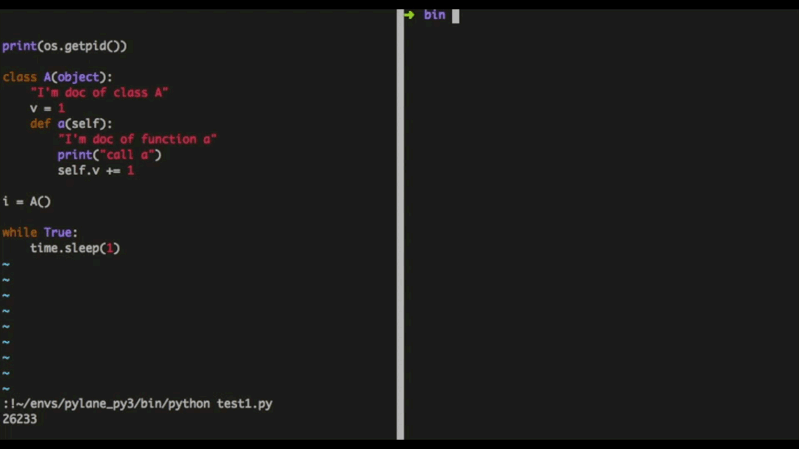 print(os.getpid())
class A(object):
"I'm doc of class A"
v = 1
def a(self):
"I'm doc of function a"
print("call a")
self.v += 1
i = A()
while True:
time.sleep(1)
~
~
~
~
~
~
~
~
~
:!~/envs/pylane_py3/bin/python test1.py
26233
➜ bin